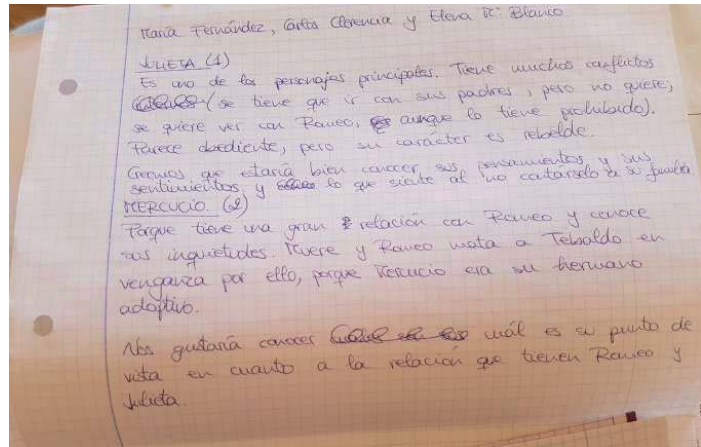 María Fernández, Carlos Clerencia y Elena Mª Blanco
JULIETA (1)
Es uno de los personajes principales. Tiene muchos conflictos
(se tiene que ir con sus padres, pero no quiere;
se quiere ver con Romeo, aunque lo tiene prohibido).
Parece obediente, pero su carácter es rebelde.
Creemos que estaría bien conocer sus pensamientos y sus
sentimientos y lo que siente al no contárselo a su familia
MERCUCIO (2)
Porque tiene una gran relación con Romeo y conoce
sus inquietudes. Muere y Romeo mata a Tebaldo en
venganza por ello, porque Mercucio era su hermano
adoptivo.
Nos gustaría conocer cuál es su punto de
vista en cuanto a la relación que tienen Romeo y
Julieta.